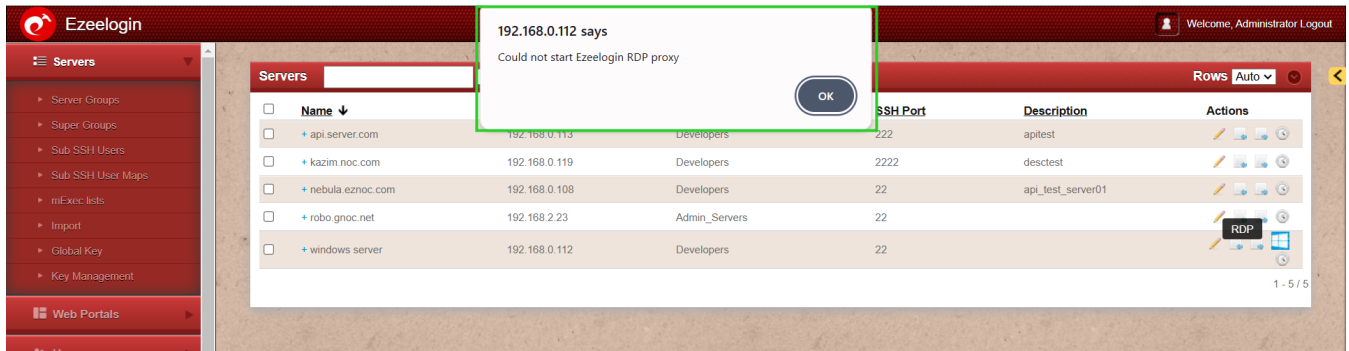 Ezeelogin
192.168.0.112 says
Could not start Ezeelogin RDP proxy
OK
Welcome, Administrator Logout
Servers
Server Groups
Super Groups
Sub SSH Users
Sub SSH User Maps
mExec lists
Import
Global Key
Key Management
Web Portals
Servers Rows Auto
Name SSH Port Description Actions
+ api.server.com 192.168.0.113 Developers 222 apitest
+ kazim.noc.com 192.168.0.119 Developers 2222 desctest
+ nebula.eznoc.com 192.168.0.108 Developers 22 api_test_server01
+ robo.gnoc.net 192.168.2.23 Admin_Servers 22
RDP
+ windows server 192.168.0.112 Developers 22
1 - 5 / 5